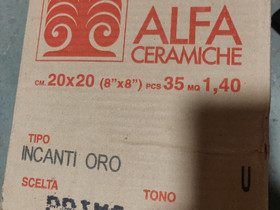 ALFA
CERAMICHE
CM. 20x20 (8"x8") PCS 35 MQ 1,40
TIPO
INCANTI ORO
SCELTA TONO
U